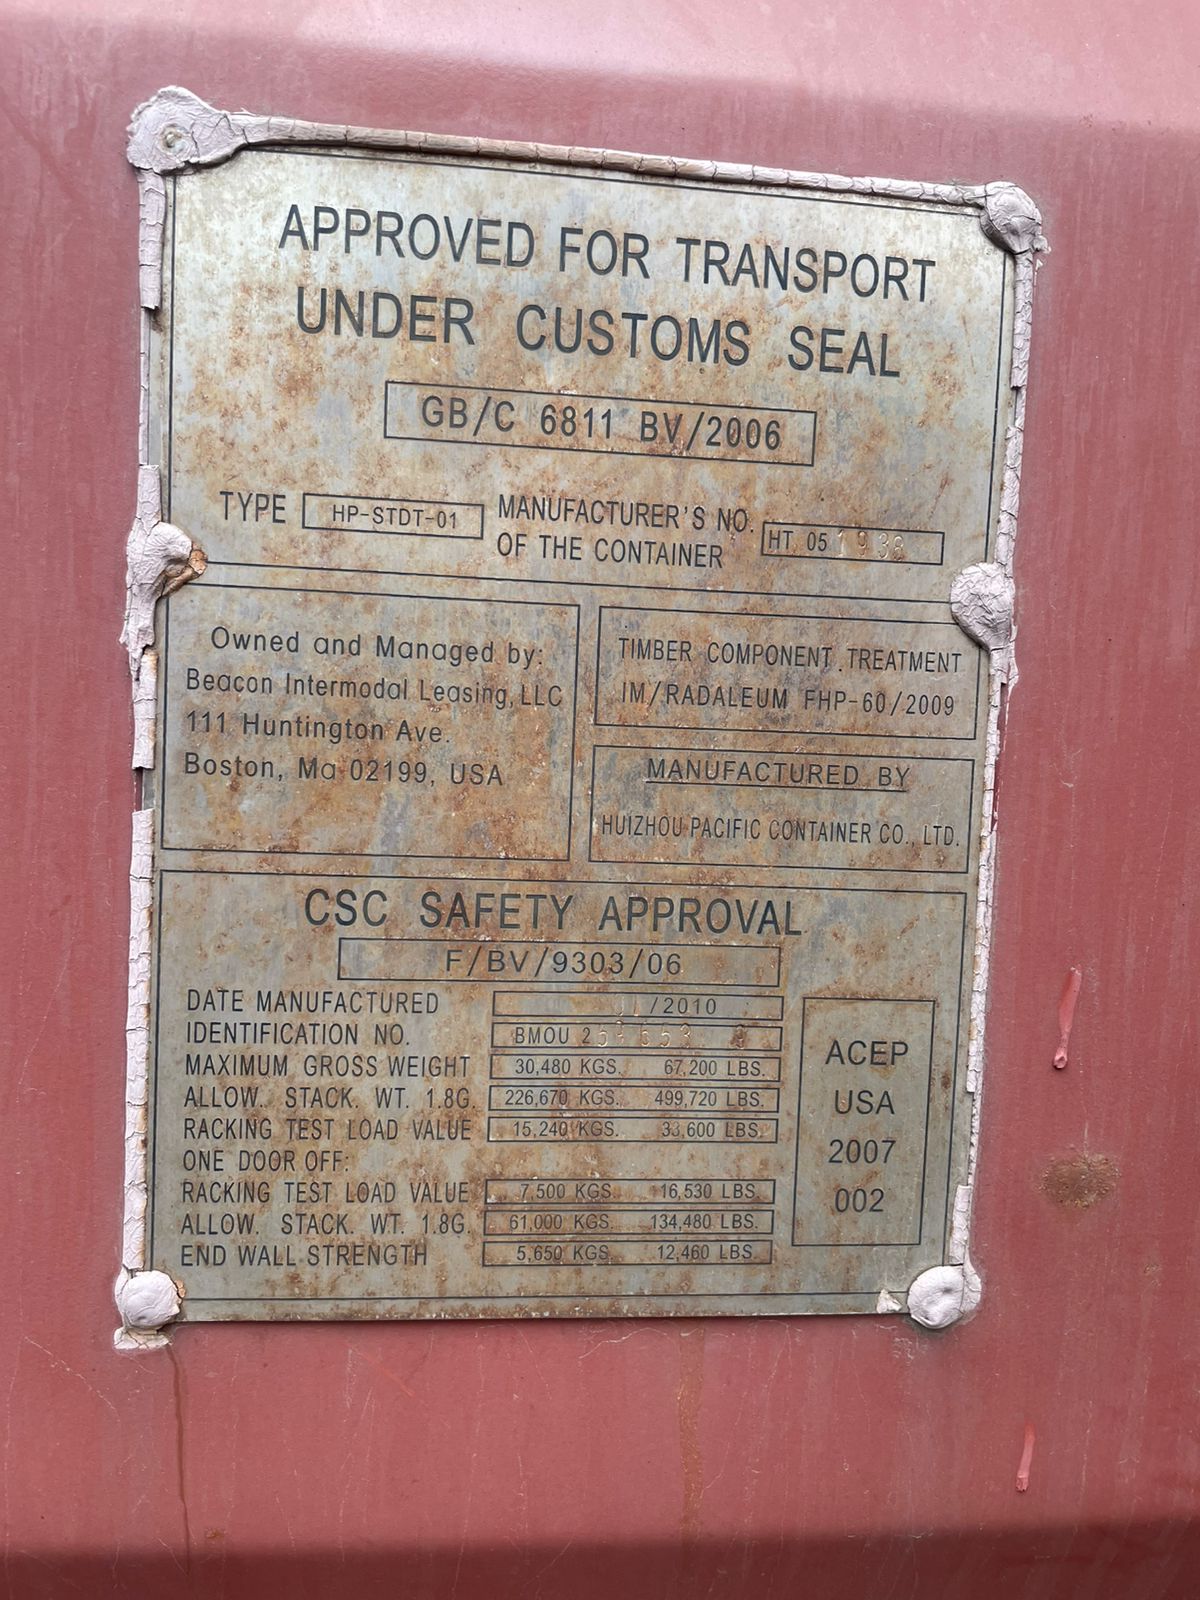 APPROVED FOR TRANSPORT
UNDER CUSTOMS SEAL
GB/C 6811 BV/2006
TYPE HP-STDT-01
MANUFACTURER'S NO.
OF THE CONTAINER
HT 05 1938
Owned and Managed by:
Beacon Intermodal Leasing, LLC
111 Huntington Ave.
Boston, Ma 02199, USA
TIMBER COMPONENT TREATMENT
IM/RADALEUM FHP-60/2009
MANUFACTURED BY
HUIZHOU PACIFIC CONTAINER CO., LTD.
CSC SAFETY APPROVAL
F/BV/9303/06
DATE MANUFACTURED /2010
IDENTIFICATION NO. BMOU
MAXIMUM GROSS WEIGHT 30,480 KGS. 67,200 LBS.
ALLOW. STACK. WT. 1.8G. 226,670 KGS. 499,720 LBS.
RACKING TEST LOAD VALUE 15,240 KGS. 33,600 LBS.
ONE DOOR OFF:
RACKING TEST LOAD VALUE 7,500 KGS. 16,530 LBS.
ALLOW. STACK. WT. 1.8G. 61,000 KGS. 134,480 LBS.
END WALL STRENGTH 5,650 KGS. 12,460 LBS.
ACEP
USA
2007
002